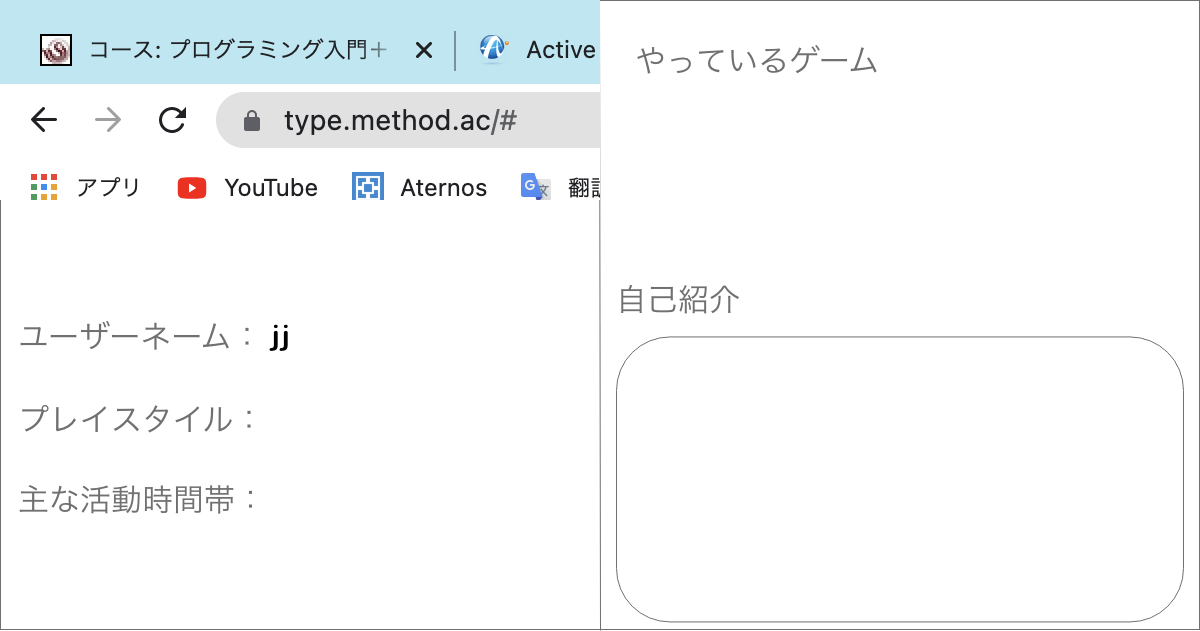 コース: プログラミング入門
Active
type.method.ac/#
アプリ
YouTube
Aternos
翻
ユーザーネーム： jj
プレイスタイル：
主な活動時間帯：
やっているゲーム
自己紹介